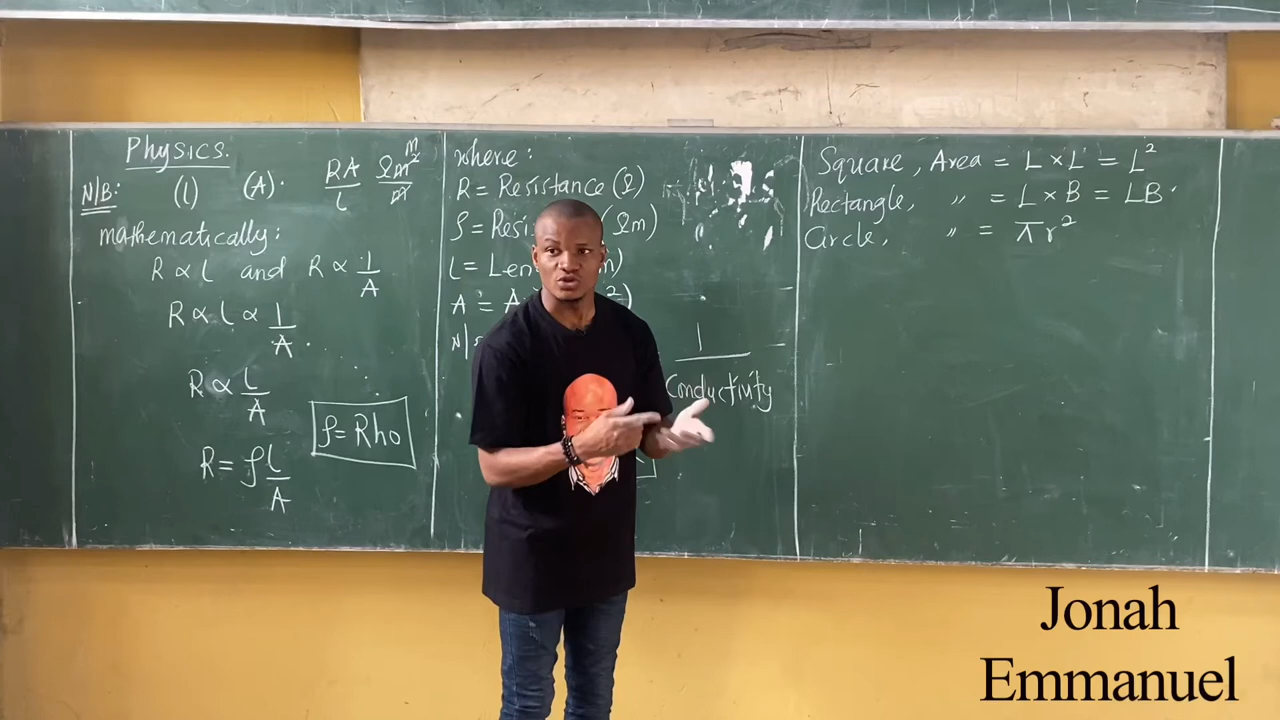 Physics.
N/B: (l) (A). RA/l Ωm²/m m
mathematically:
R ∝ l and R ∝ 1/A
R ∝ l ∝ 1/A.
R ∝ l/A
ρ = Rho
R = ρl/A
where:
R = Resistance (Ω)
ρ = Resi (Ωm)
l = Len m)
A = A ²)
N/
1/Conductivity
Square, Area = L × L = L²
Rectangle, " = L × B = LB.
Circle, " = πr²
Jonah
Emmanuel